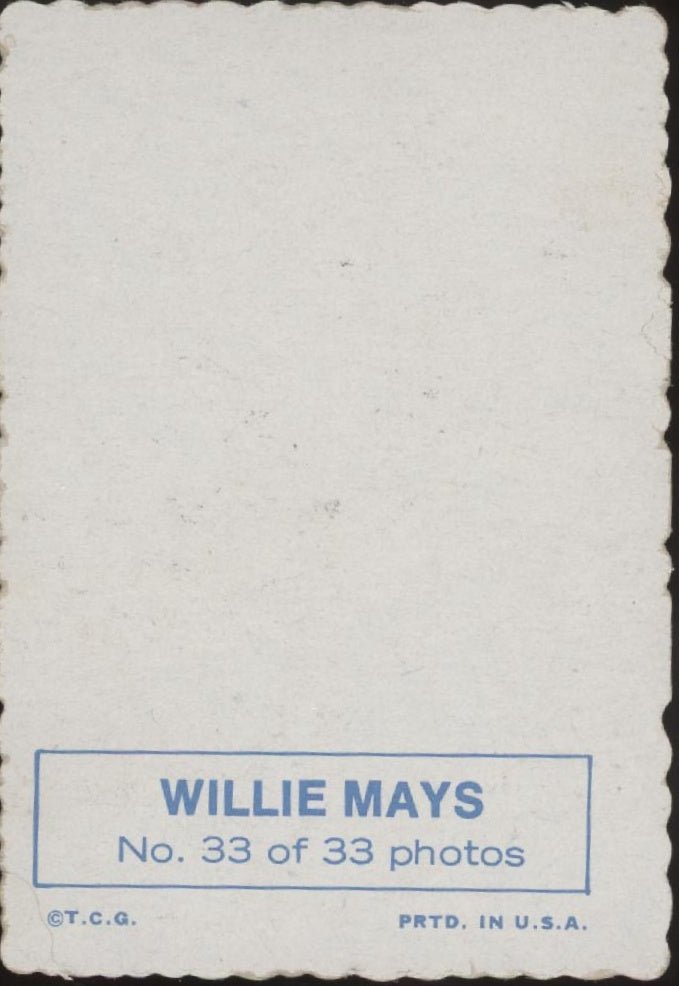 WILLIE MAYS
No. 33 of 33 photos
©T.C.G.
PRTD. IN U.S.A.